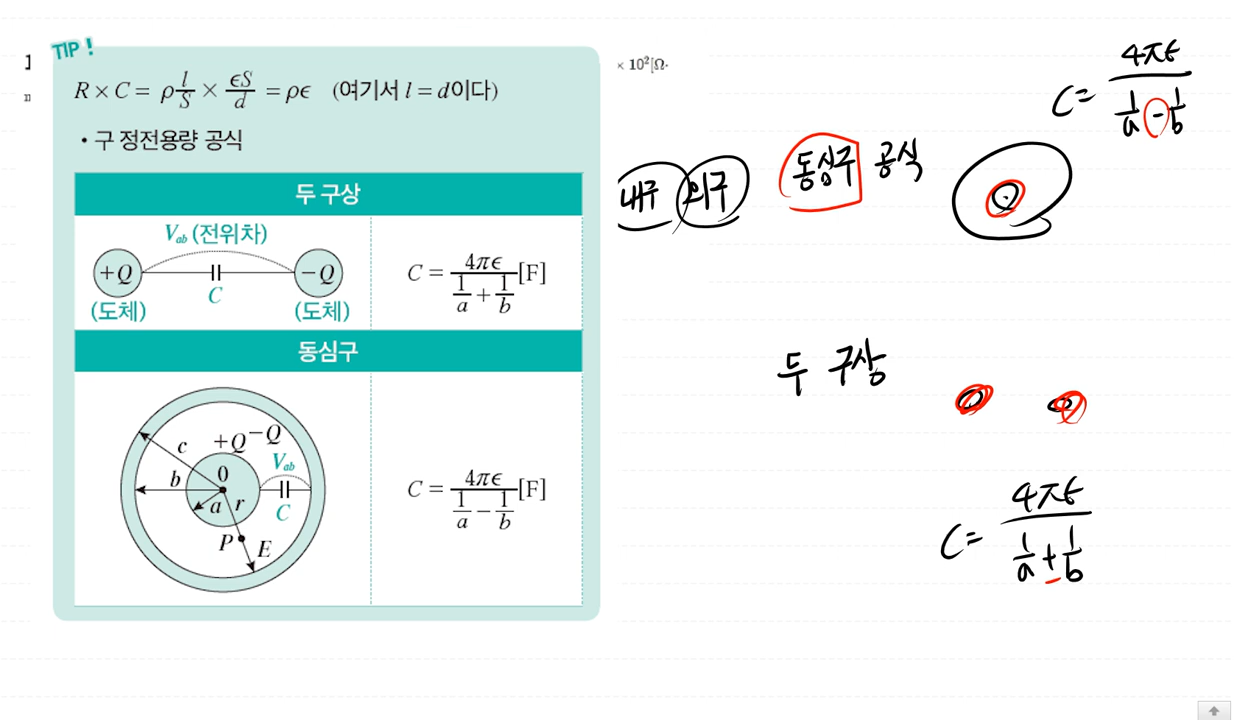 TIP !
1
R × C = ρ l/S × ϵS/d = ρϵ (여기서 l = d이다)
• 구 정전용량 공식
두 구상
V_ab (전위차)
+Q
−Q
C
(도체)
(도체)
C = 4πϵ / (1/a + 1/b) [F]
동심구
c
+Q
−Q
V_ab
0
b
a
r
C
P
E
C = 4πϵ / (1/a − 1/b) [F]
× 10²[Ω·
C = 4πε / (1/a − 1/b)
내구 외구 동심구 공식
두 구상
C = 4πε / (1/a + 1/b)